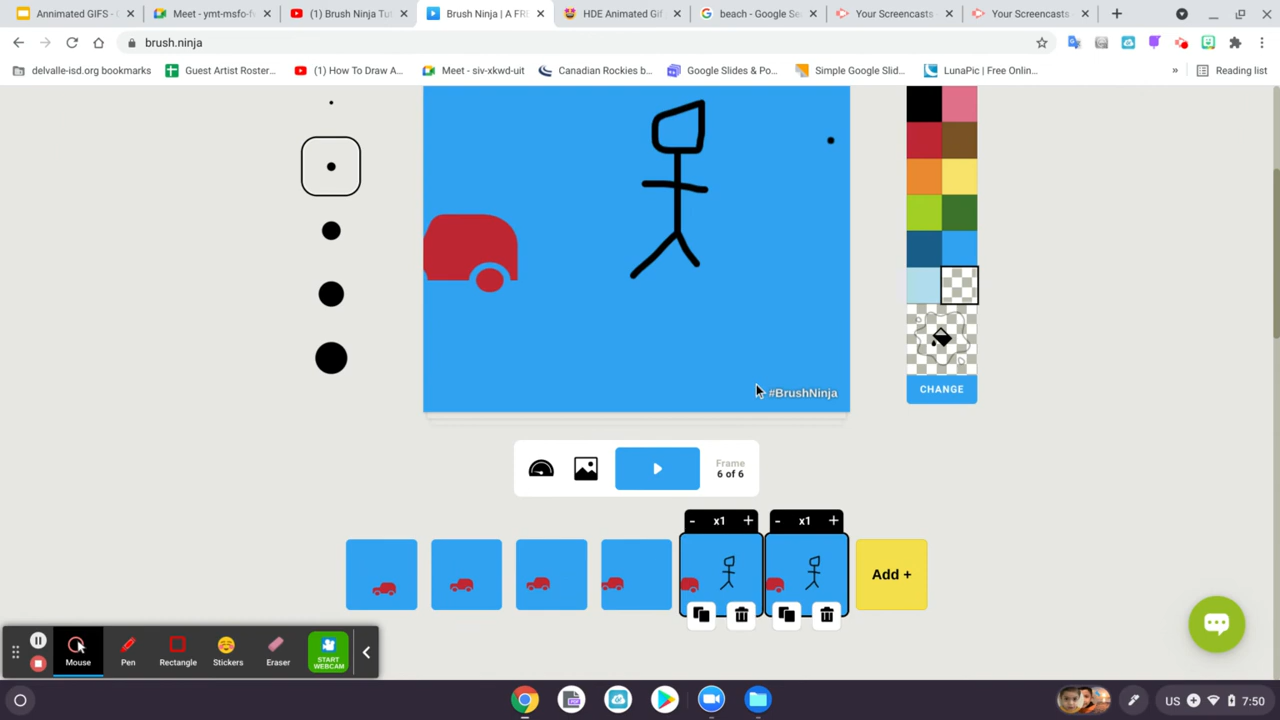 Annimated GIFS - G
Meet - ymt-msfo-f
(1) Brush Ninja Tut
Brush Ninja | A FRE
HDE Animated Gif
beach - Google Se
Your Screencasts -
Your Screencasts -
brush.ninja
delvalle-isd.org bookmarks
Guest Artist Roster...
(1) How To Draw A...
Meet - siv-xkwd-uit
Canadian Rockies b...
Google Slides & Po...
Simple Google Slid...
LunaPic | Free Onlin...
»
Reading list
#BrushNinja
CHANGE
Frame
6 of 6
- x1 +
- x1 +
Add +
Mouse
Pen
Rectangle
Stickers
Eraser
START
WEBCAM
US
7:50